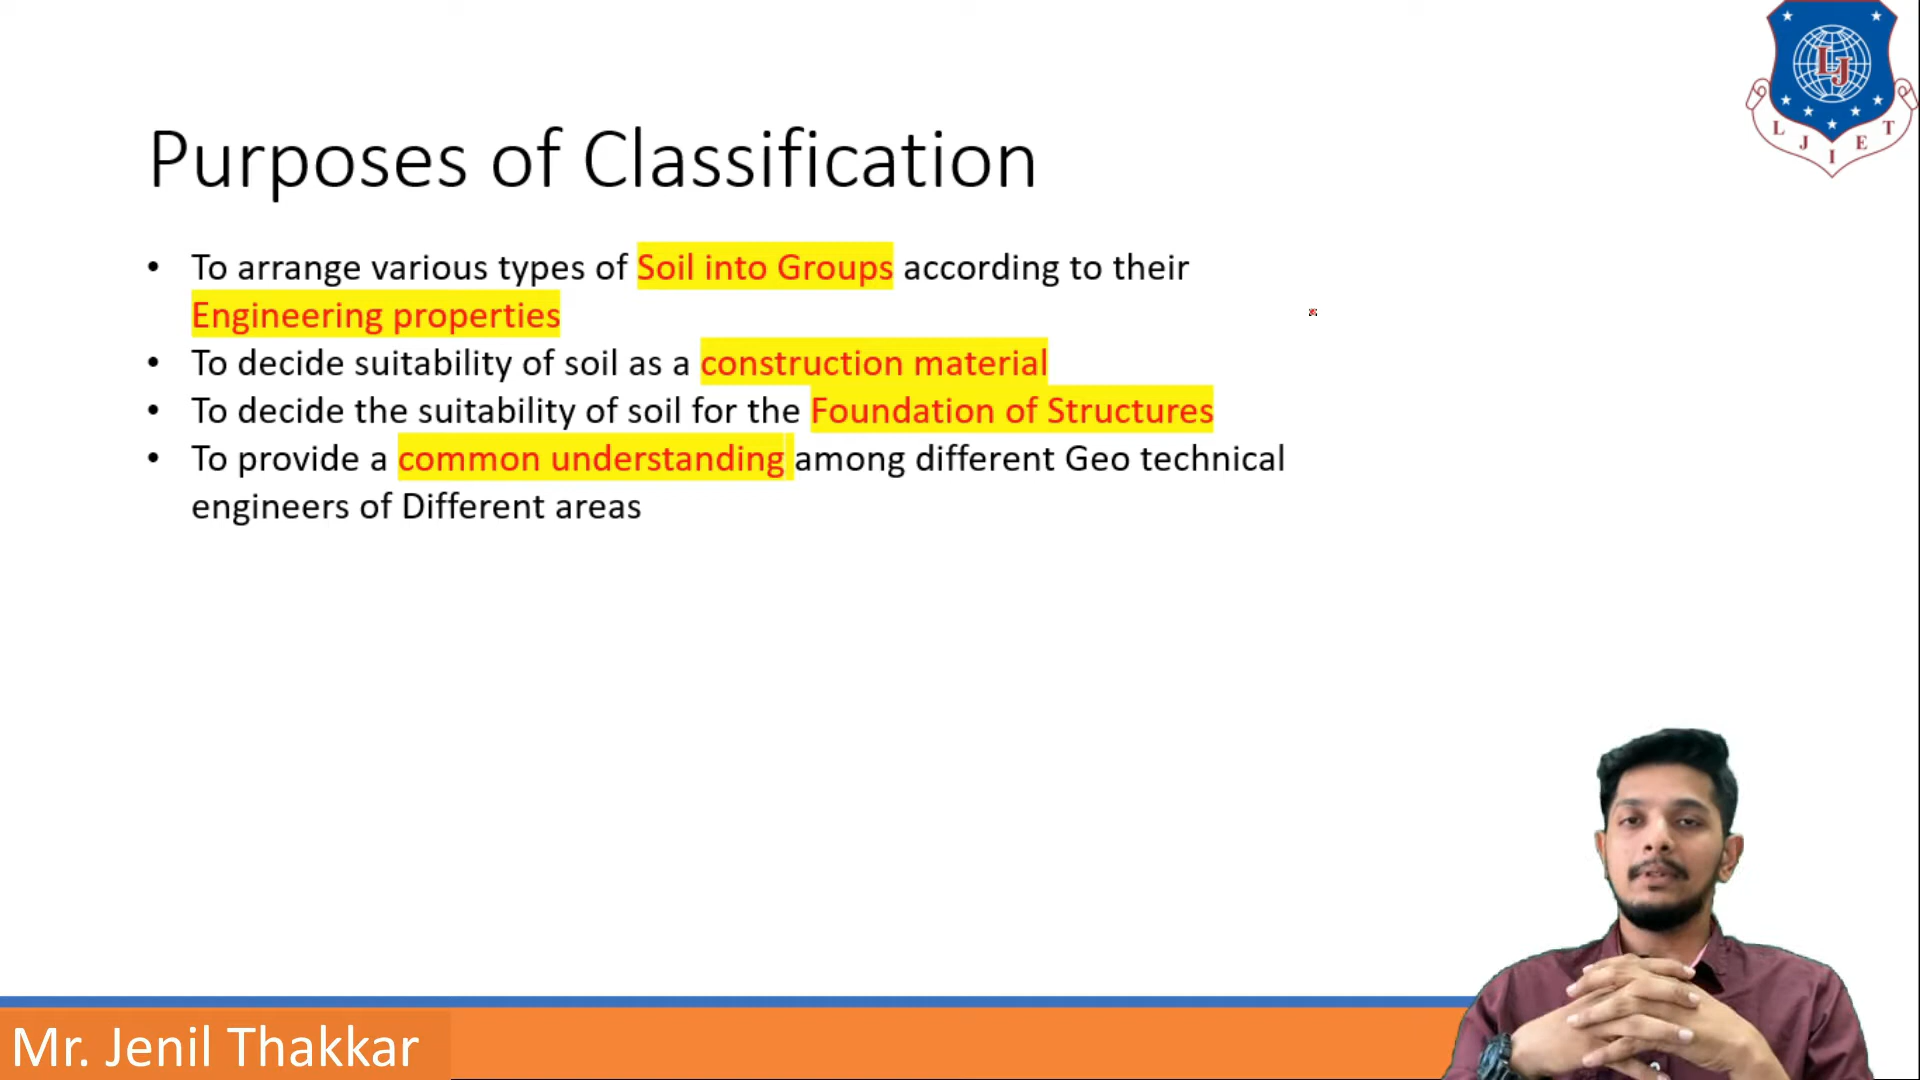 LJ
L J I E T
Purposes of Classification
• To arrange various types of Soil into Groups according to their
Engineering properties
• To decide suitability of soil as a construction material
• To decide the suitability of soil for the Foundation of Structures
• To provide a common understanding among different Geo technical
engineers of Different areas
Mr. Jenil Thakkar